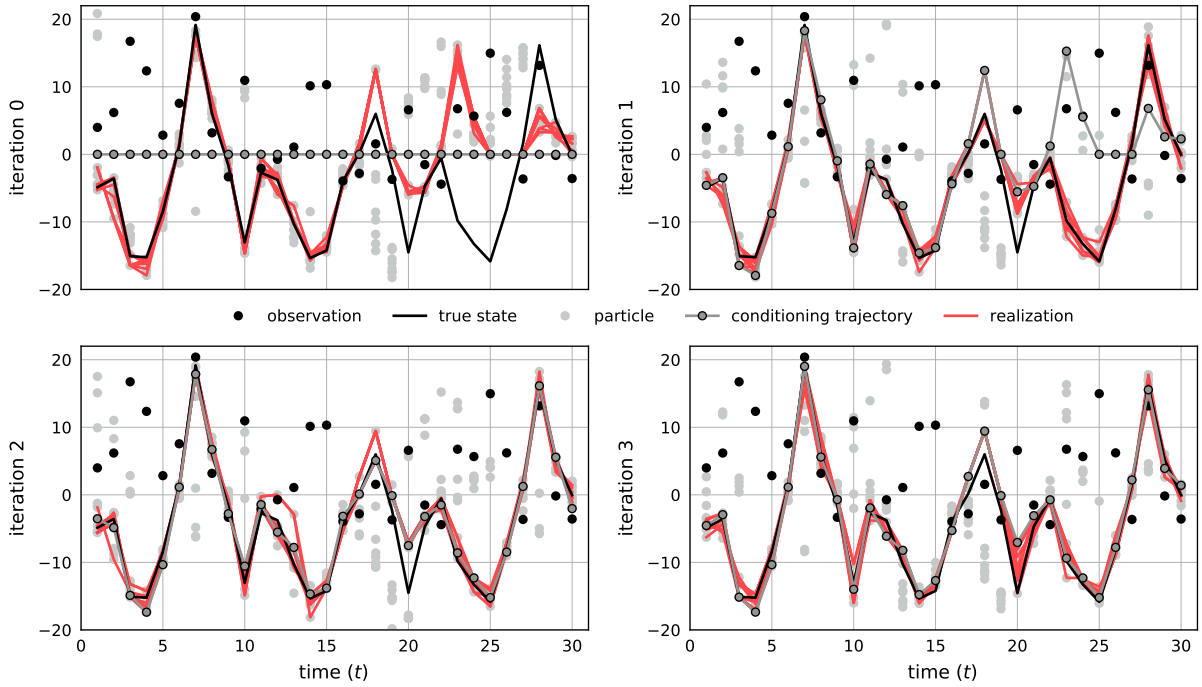 20
10
0
−10
−20
iteration 0
20
10
0
−10
−20
iteration 1
observation true state particle conditioning trajectory realization
20
10
0
−10
−20
iteration 2
0 5 10 15 20 25 30
time (t)
20
10
0
−10
−20
iteration 3
0 5 10 15 20 25 30
time (t)